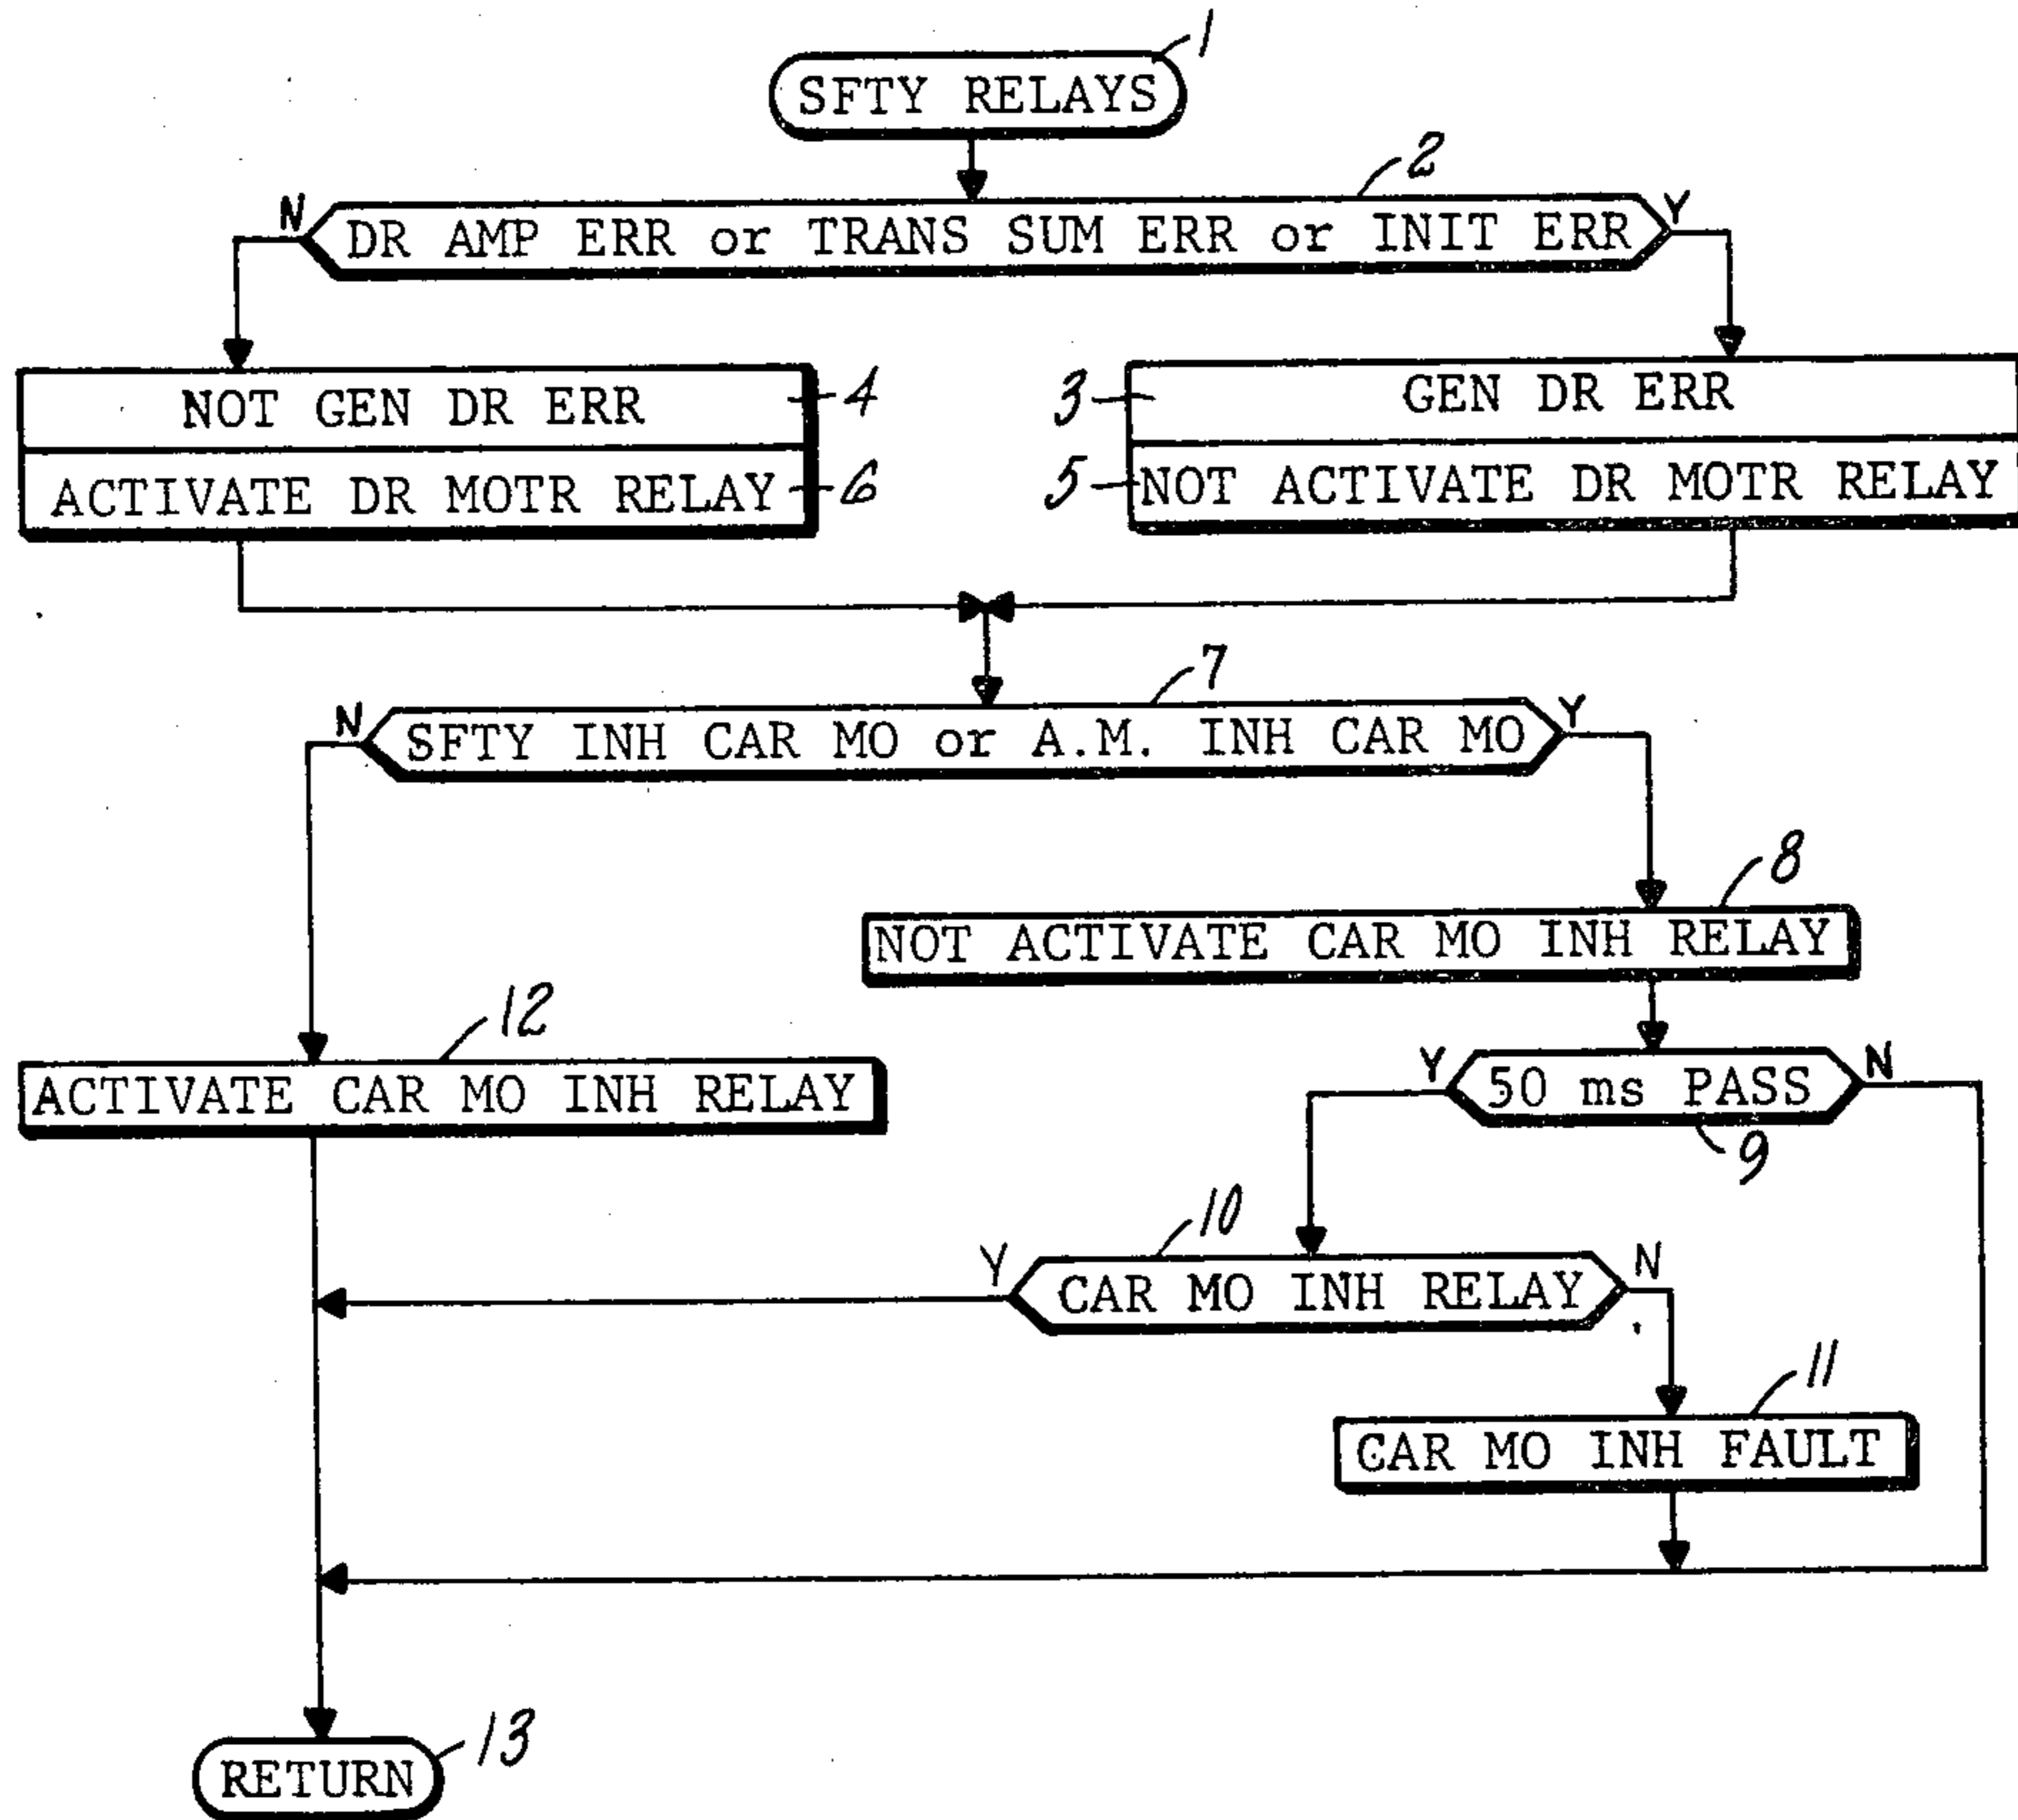 1
SFTY RELAYS
2
N
Y
DR AMP ERR or TRANS SUM ERR or INIT ERR
NOT GEN DR ERR
4
3
GEN DR ERR
ACTIVATE DR MOTR RELAY
6
5
NOT ACTIVATE DR MOTR RELAY
7
N
Y
SFTY INH CAR MO or A.M. INH CAR MO
8
NOT ACTIVATE CAR MO INH RELAY
12
ACTIVATE CAR MO INH RELAY
Y
50 ms PASS
N
9
10
Y
CAR MO INH RELAY
N
11
CAR MO INH FAULT
13
RETURN